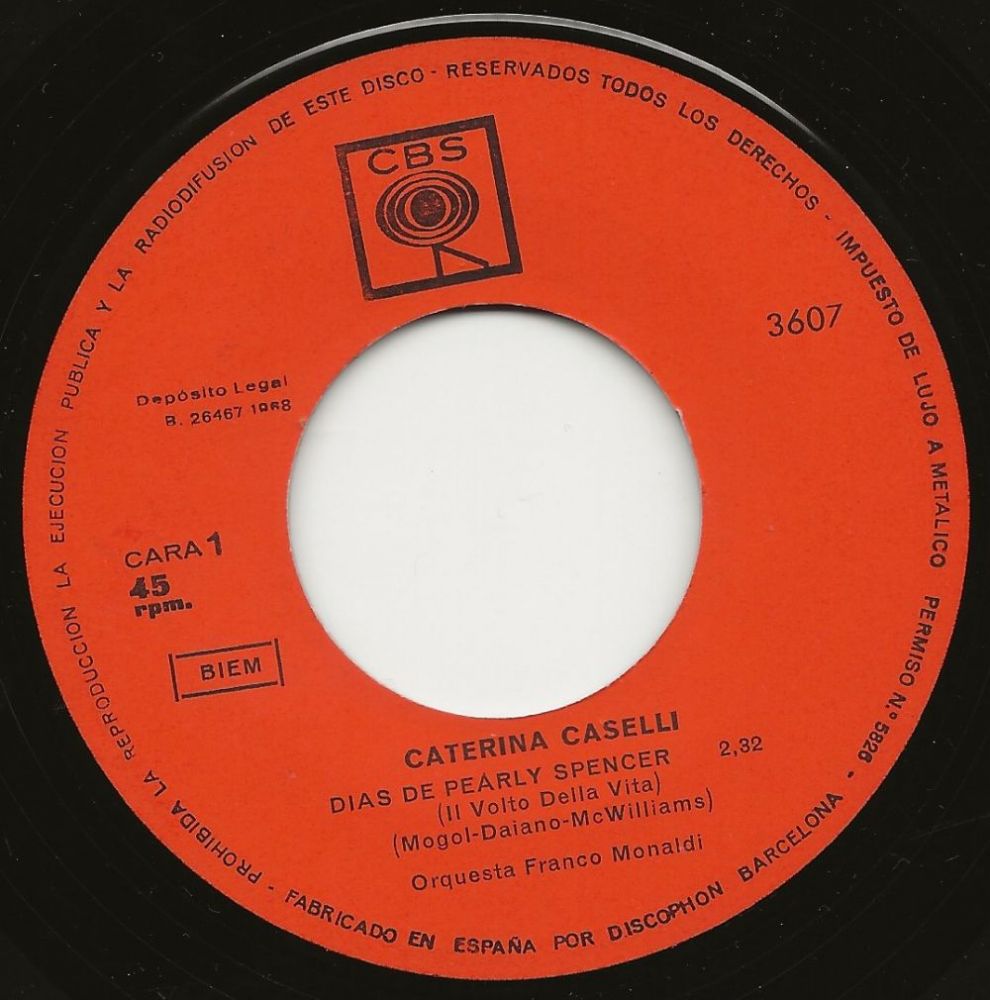 PROHIBIDA LA REPRODUCCION LA EJECUCION PUBLICA Y LA RADIODIFUSION DE ESTE DISCO - RESERVADOS TODOS LOS DERECHOS - IMPUESTO DE LUJO A METALICO PERMISO N.º 5826 - FABRICADO EN ESPAÑA POR DISCOPHON BARCELONA -
CBS
3607
Depósito Legal
B. 26467 1968
CARA 1
45
rpm.
BIEM
CATERINA CASELLI
DIAS DE PEARLY SPENCER 2,32
(Il Volto Della Vita)
(Mogol-Daiano-McWilliams)
Orquesta Franco Monaldi